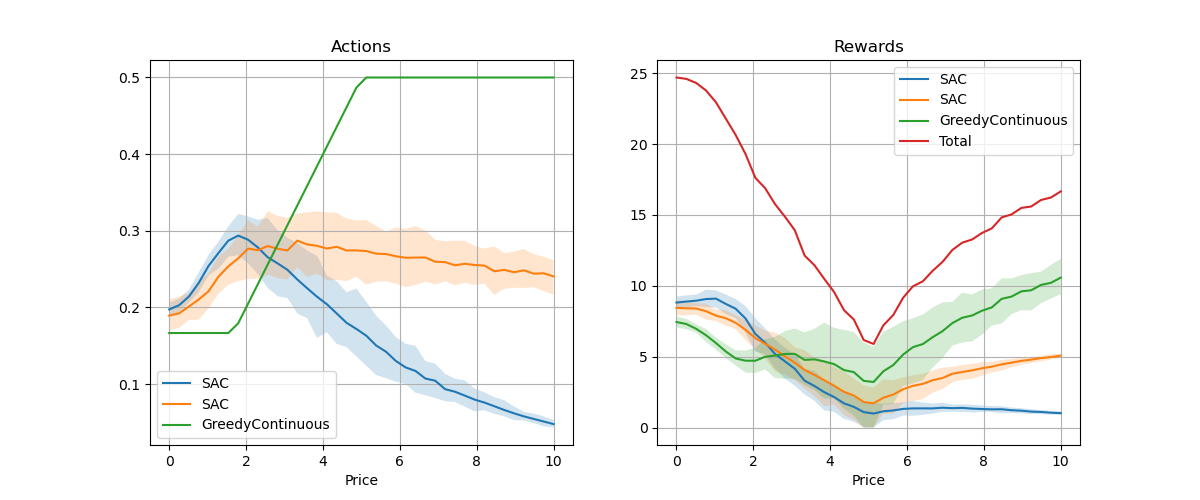 Actions
0.5
0.4
0.3
0.2
0.1
SAC
SAC
GreedyContinuous
0 2 4 6 8 10
Price
Rewards
25
20
15
10
5
0
SAC
SAC
GreedyContinuous
Total
0 2 4 6 8 10
Price